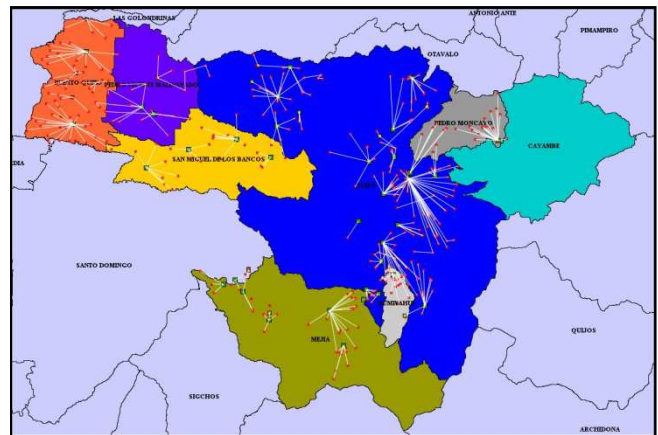 LAS GOLONDRINAS
ANTONIO ANTE
PIMAMPIRO
OTAVALO
PEDRO MONCAYO
CAYAMBE
SAN MIGUEL DE LOS BANCOS
SANTO DOMINGO
QUIJOS
MEJIA
SIGCHOS
ARCHIDONA